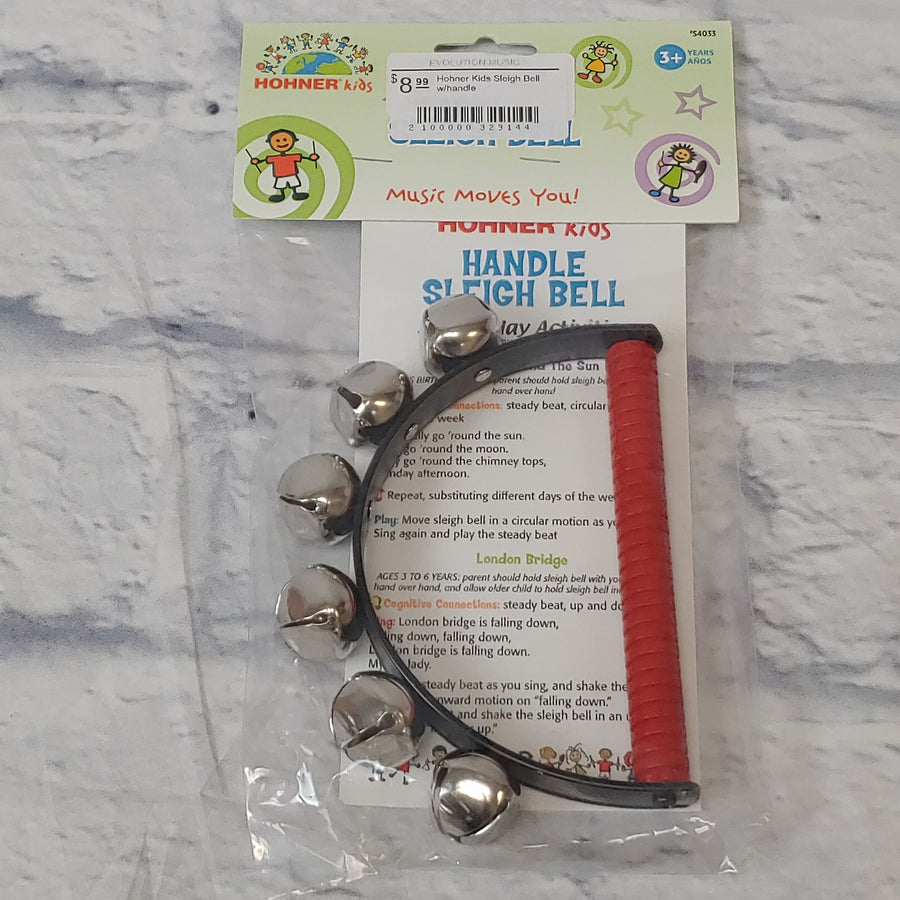 HOHNER kids
EVOLUTION MUSIC
$8.99
Hohner Kids Sleigh Bell
w/handle
2 100000 329144
#S4033
3+ YEARS
AÑOS
SLEIGH BELL
Music Moves You!
HOHNER kids
HANDLE
SLEIGH BELL
The Sun
parent should hold sleigh
hand over hand
steady beat, circular
week
go 'round the sun.
go 'round the moon.
go 'round the chimney tops,
afternoon.
Repeat, substituting different days of the
Play: Move sleigh bell in a circular motion as
Sing again and play the steady beat
London Bridge
AGES 3 TO 6 YEARS: parent should hold sleigh bell with
hand over hand, and allow older child to hold sleigh bell
Cognitive Connections: steady beat, up and
London bridge is falling down,
falling down, falling down,
London bridge is falling down.
My lady.
steady beat as you sing, and shake the
motion on "falling down."
and shake the sleigh bell in an
up."